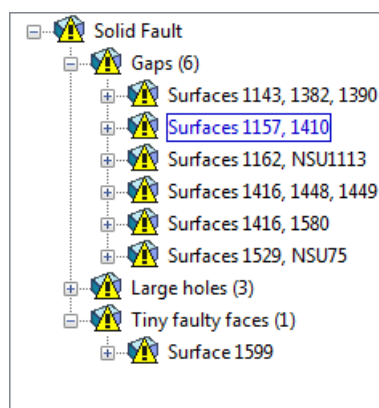 Solid Fault
Gaps (6)
Surfaces 1143, 1382, 1390
Surfaces 1157, 1410
Surfaces 1162, NSU1113
Surfaces 1416, 1448, 1449
Surfaces 1416, 1580
Surfaces 1529, NSU75
Large holes (3)
Tiny faulty faces (1)
Surface 1599